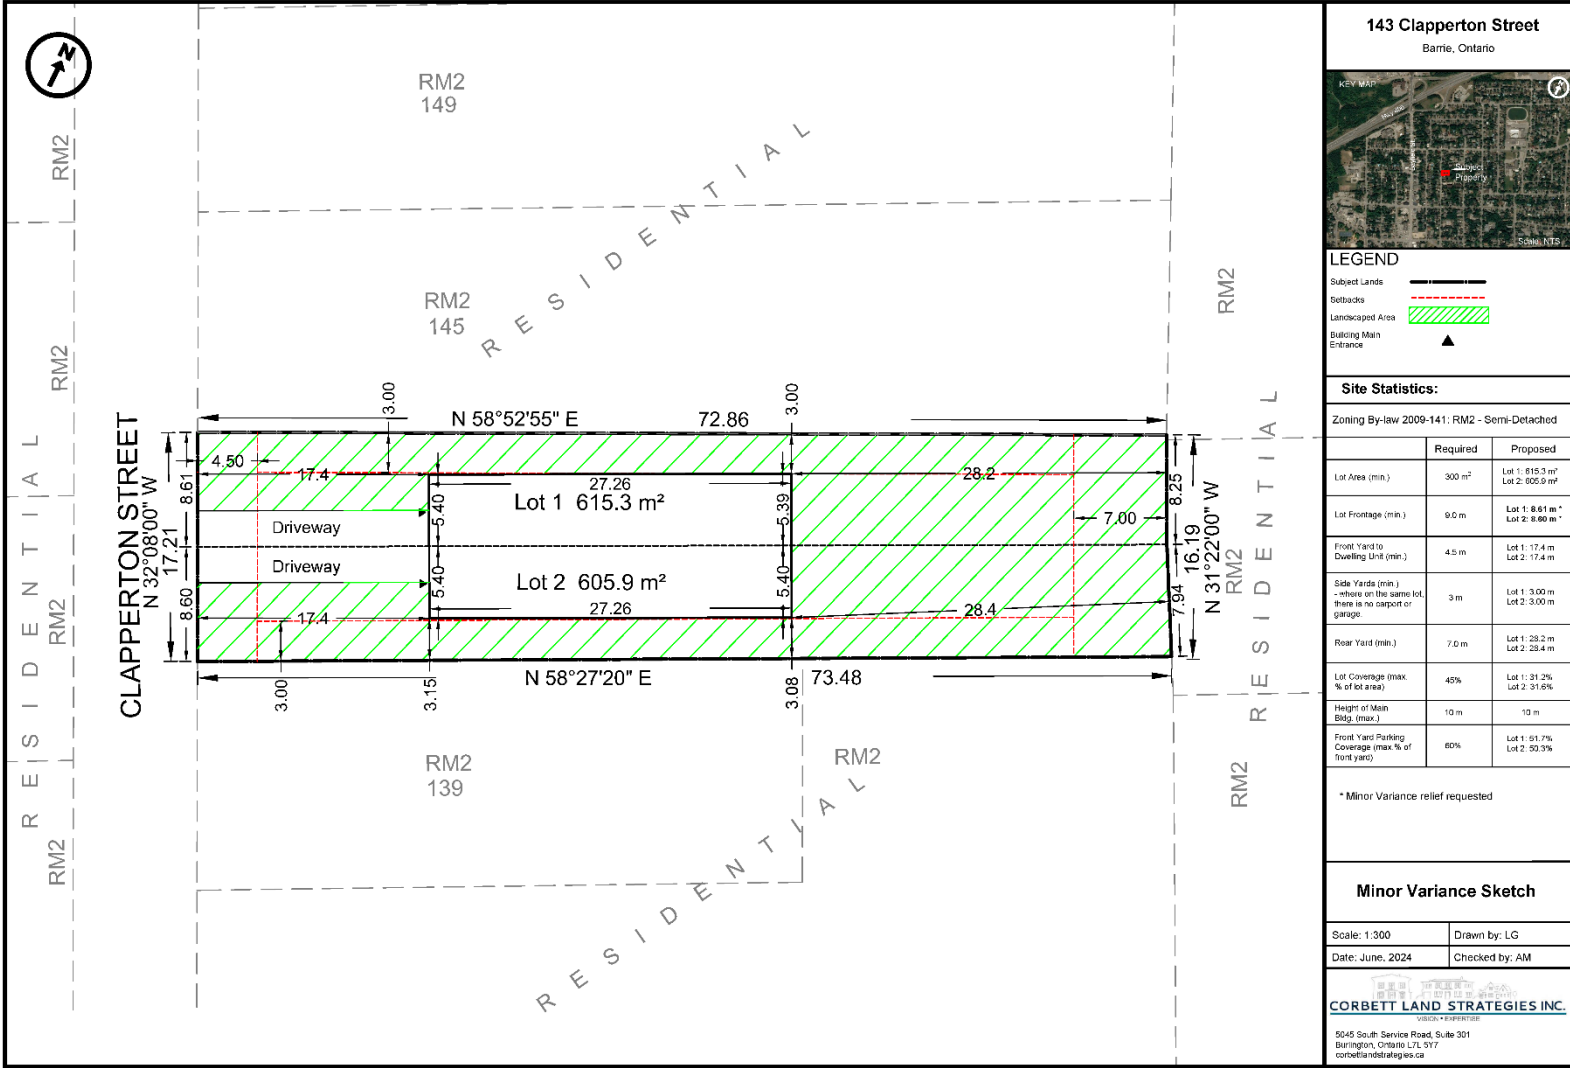 N
RM2
149
RM2
145
RESIDENTIAL
RM2
RM2
RM2
RM2
RESIDENTIAL
CLAPPERTON STREET
N 32°08'00" W
17.21
8.61
8.60
N 58°52'55" E
72.86
3.00
3.00
4.50
17.4
27.26
28.2
Lot 1 615.3 m²
5.40
5.39
Driveway
7.00
8.25
Driveway
Lot 2 605.9 m²
5.40
5.40
27.26
17.4
28.4
7.94
16.19
N 31°22'00" W
3.00
3.15
N 58°27'20" E
3.08
73.48
RM2
139
RM2
RESIDENTIAL
RM2
RM2
RM2
RESIDENTIAL
143 Clapperton Street
Barrie, Ontario
KEY MAP
Subject
Property
Scale: NTS
LEGEND
Subject Lands
Setbacks
Landscaped Area
Building Main
Entrance
Site Statistics:
Zoning By-law 2009-141: RM2 - Semi-Detached
Required Proposed
Lot Area (min.) 300 m² Lot 1: 615.3 m²
Lot 2: 605.9 m²
Lot Frontage (min.) 9.0 m Lot 1: 8.61 m *
Lot 2: 8.60 m *
Front Yard to
Dwelling Unit (min.) 4.5 m Lot 1: 17.4 m
Lot 2: 17.4 m
Side Yards (min.)
- where on the same lot,
there is no carport or
garage. 3 m Lot 1: 3.00 m
Lot 2: 3.00 m
Rear Yard (min.) 7.0 m Lot 1: 28.2 m
Lot 2: 28.4 m
Lot Coverage (max.
% of lot area) 45% Lot 1: 31.2%
Lot 2: 31.6%
Height of Main
Bldg. (max.) 10 m 10 m
Front Yard Parking
Coverage (max.% of
front yard) 60% Lot 1: 51.7%
Lot 2: 50.3%
* Minor Variance relief requested
Minor Variance Sketch
Scale: 1:300 Drawn by: LG
Date: June, 2024 Checked by: AM
CORBETT LAND STRATEGIES INC.
VISION • EXPERTISE
5045 South Service Road, Suite 301
Burlington, Ontario L7L 5Y7
corbettlandstrategies.ca